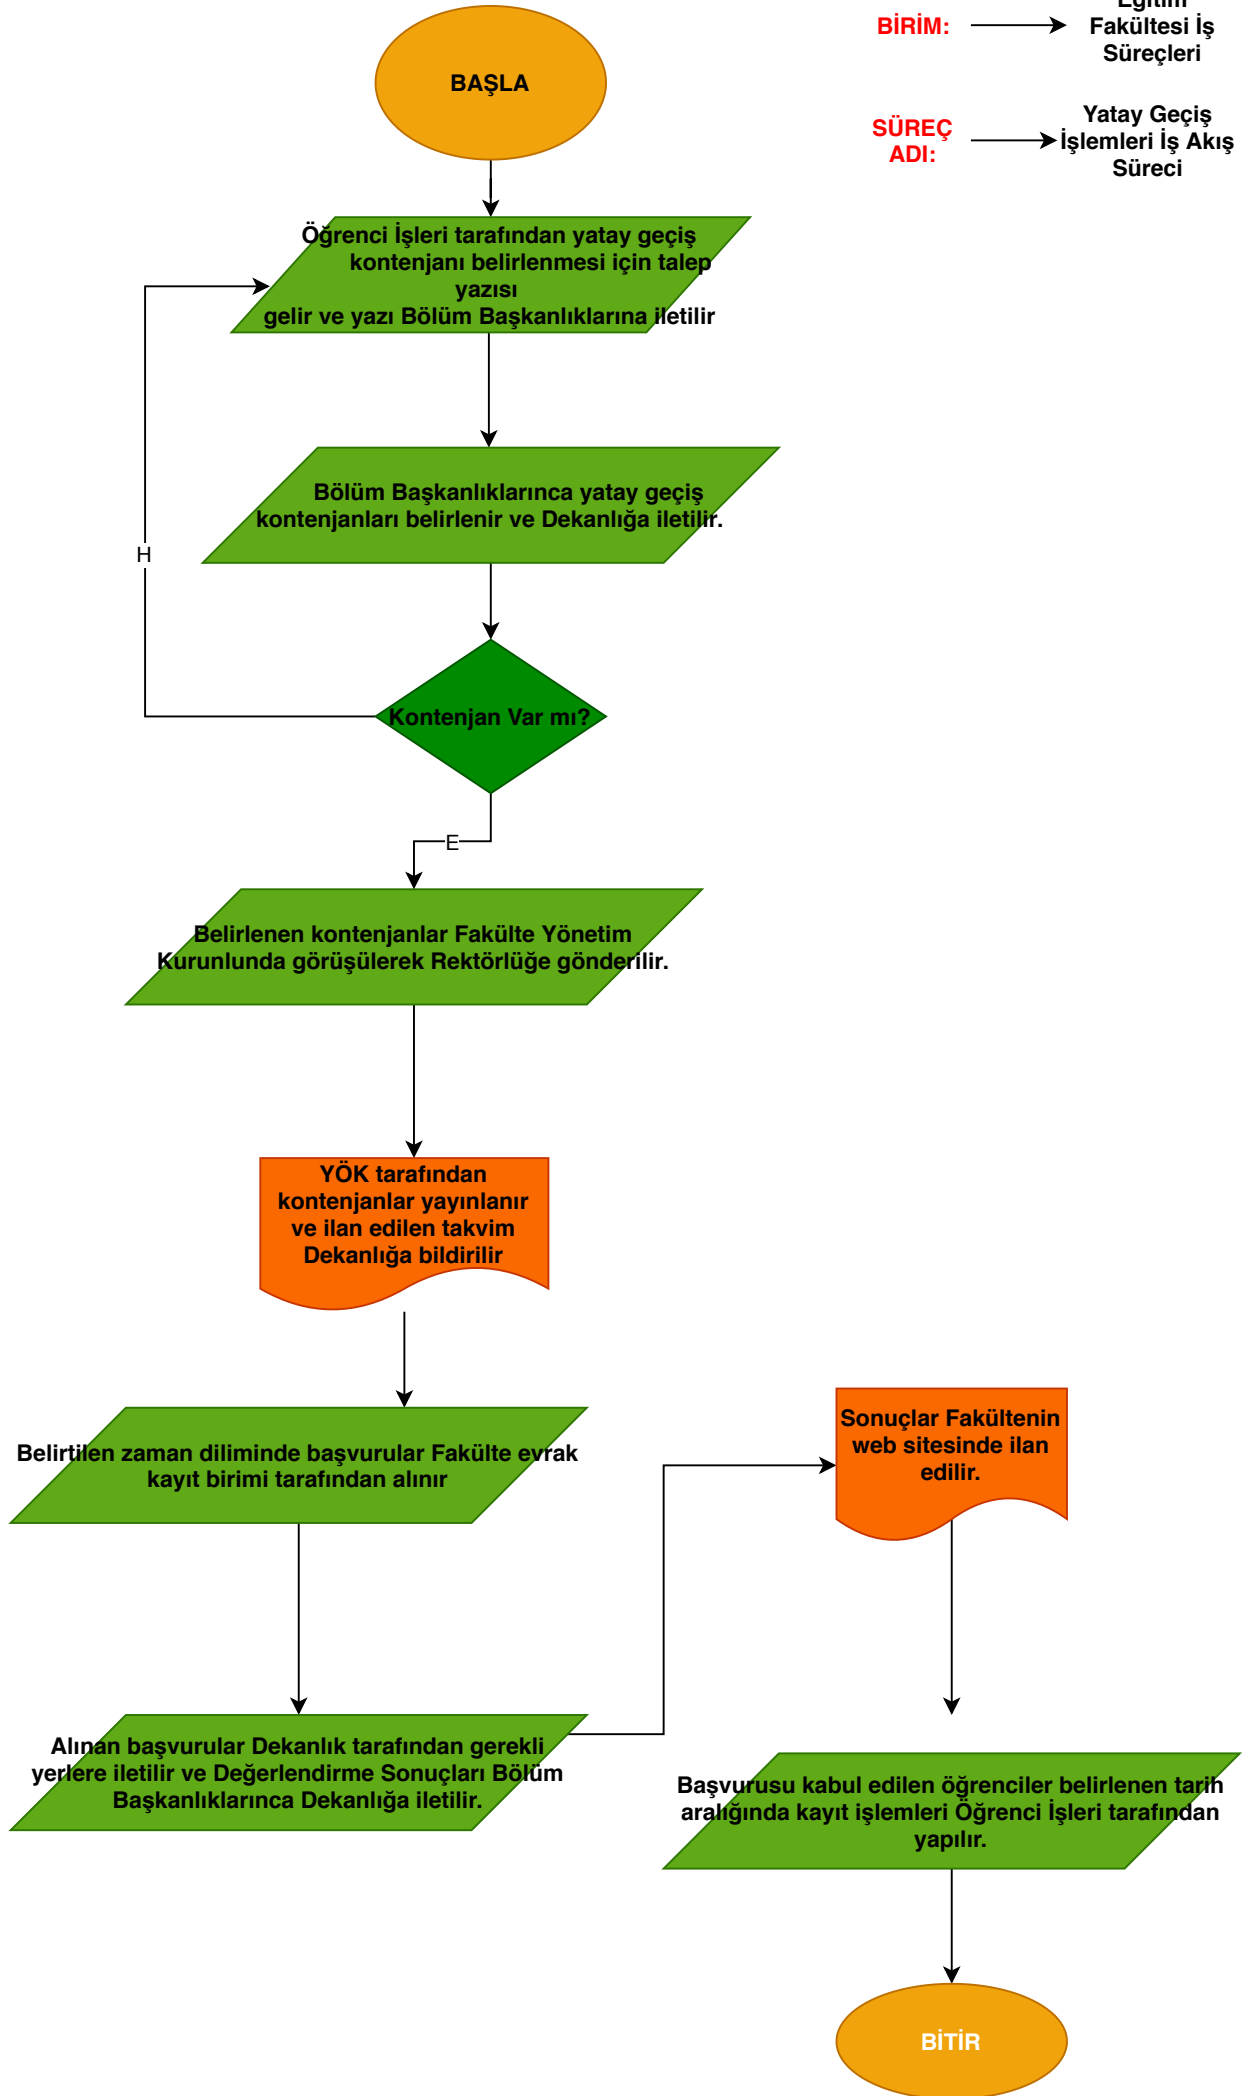 BAŞLA
BİRİM:
Eğitim
Fakültesi İş
Süreçleri
SÜREÇ
ADI:
Yatay Geçiş
İşlemleri İş Akış
Süreci
Öğrenci İşleri tarafından yatay geçiş
kontenjanı belirlenmesi için talep
yazısı
gelir ve yazı Bölüm Başkanlıklarına iletilir
Bölüm Başkanlıklarınca yatay geçiş
kontenjanları belirlenir ve Dekanlığa iletilir.
H
Kontenjan Var mı?
E
Belirlenen kontenjanlar Fakülte Yönetim
Kurunlunda görüşülerek Rektörlüğe gönderilir.
YÖK tarafından
kontenjanlar yayınlanır
ve ilan edilen takvim
Dekanlığa bildirilir
Belirtilen zaman diliminde başvurular Fakülte evrak
kayıt birimi tarafından alınır
Alınan başvurular Dekanlık tarafından gerekli
yerlere iletilir ve Değerlendirme Sonuçları Bölüm
Başkanlıklarınca Dekanlığa iletilir.
Sonuçlar Fakültenin
web sitesinde ilan
edilir.
Başvurusu kabul edilen öğrenciler belirlenen tarih
aralığında kayıt işlemleri Öğrenci İşleri tarafından
yapılır.
BİTİR